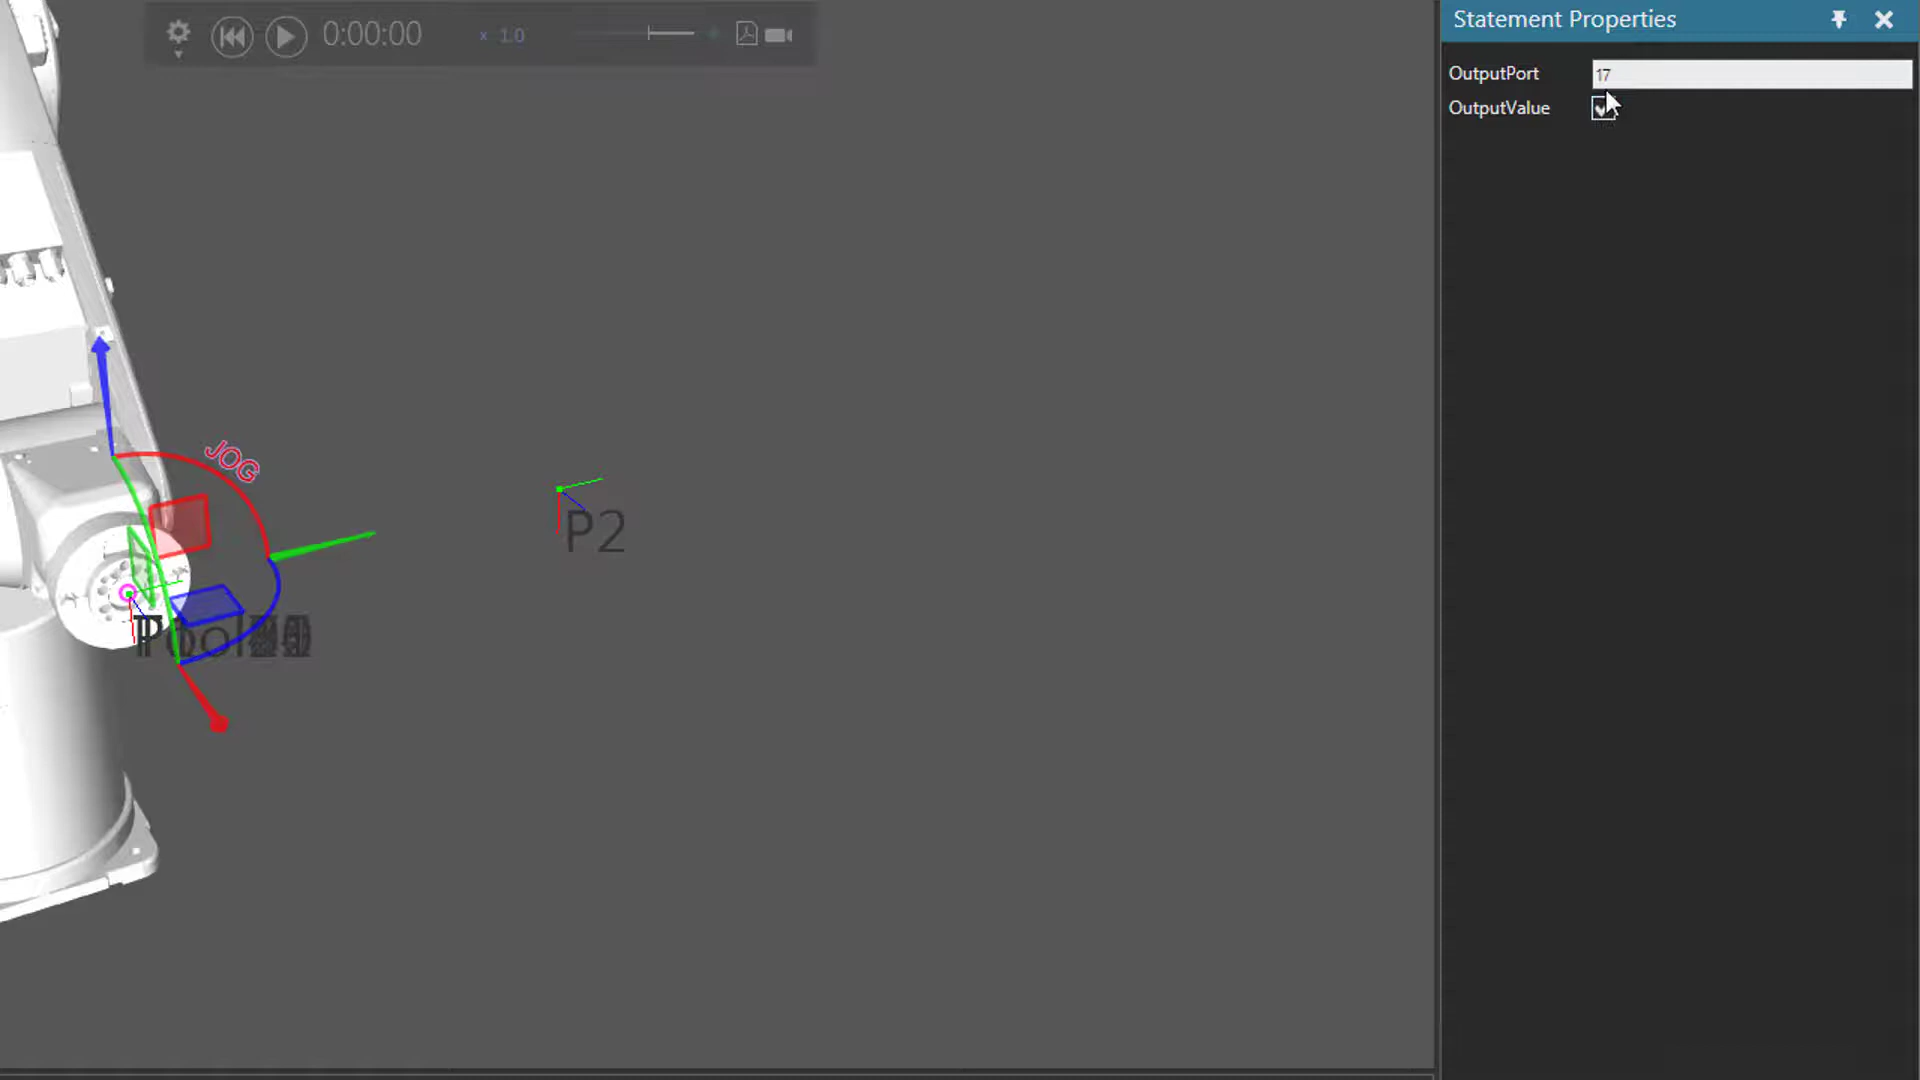 0:00:00
x 1.0
Statement Properties
OutputPort
17
OutputValue
JOG
P2